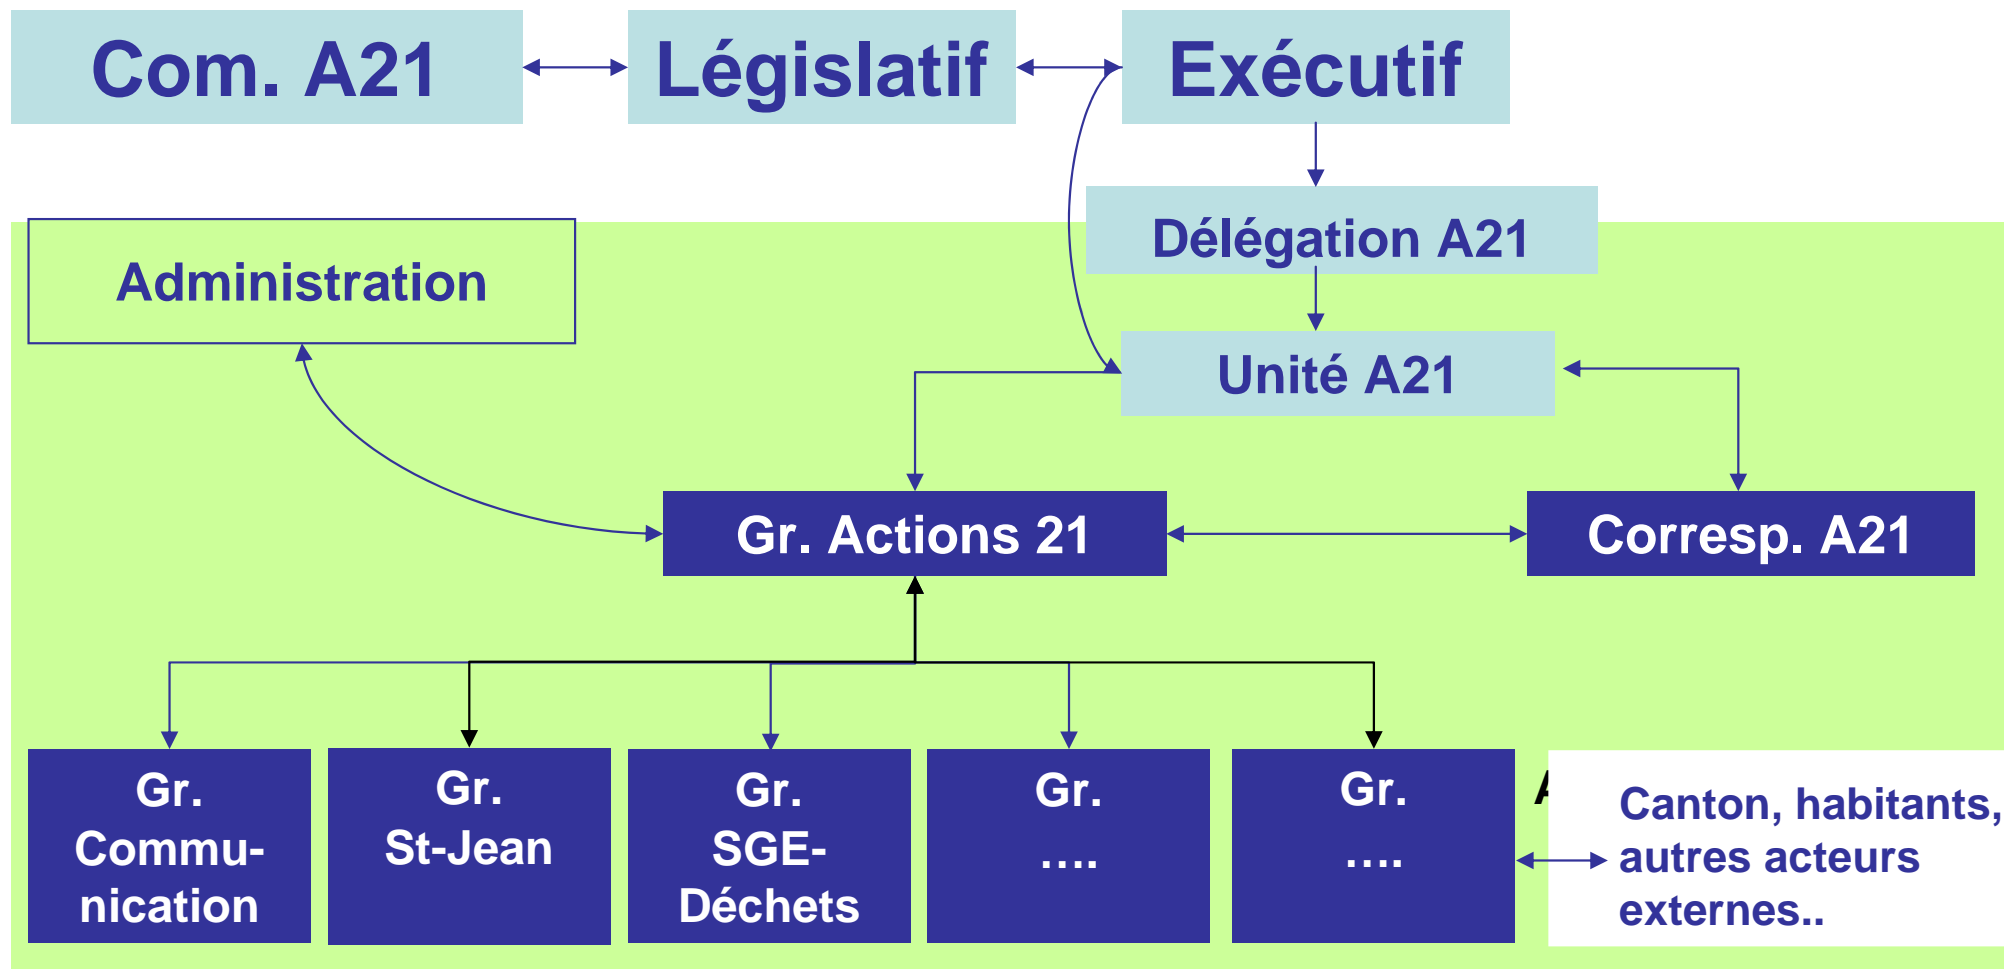 Com. A21
Législatif
Exécutif
Délégation A21
Administration
Unité A21
Gr. Actions 21
Corresp. A21
Gr.
Commu-
nication
Gr.
St-Jean
Gr.
SGE-
Déchets
Gr.
....
Gr.
....
Canton, habitants,
autres acteurs
externes..